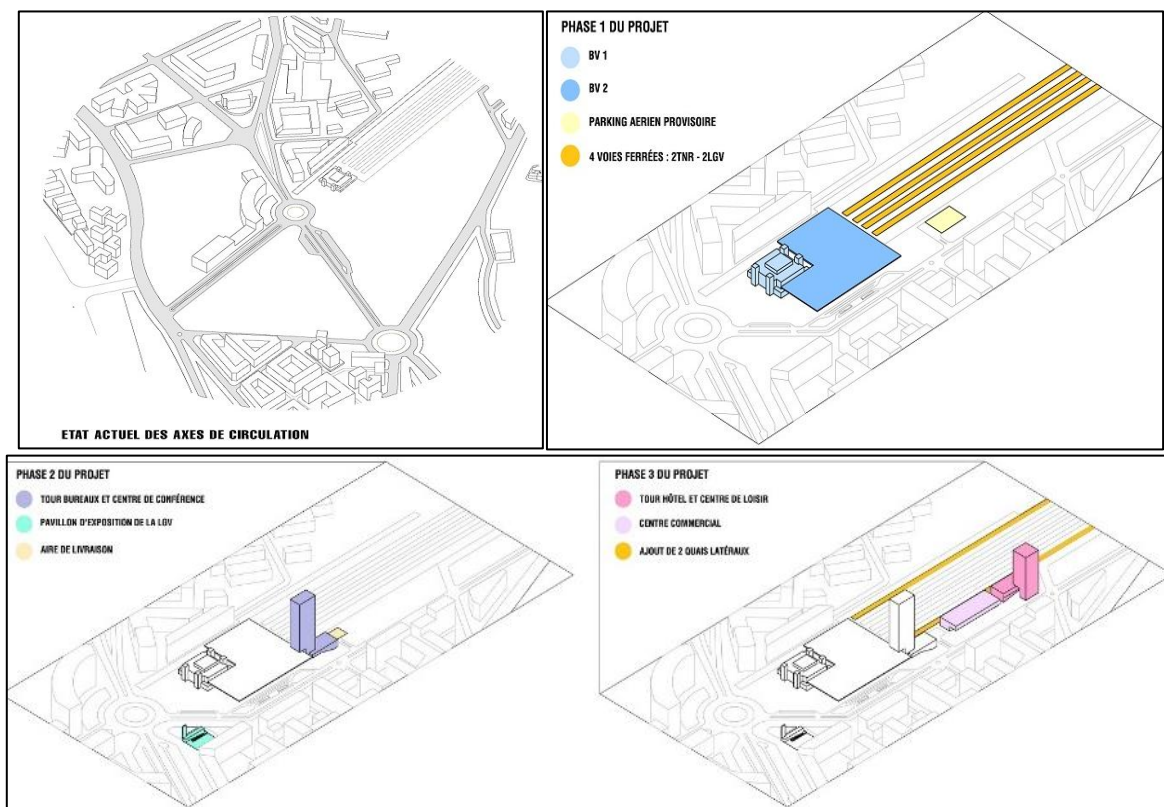 ETAT ACTUEL DES AXES DE CIRCULATION
PHASE 1 DU PROJET
BV 1
BV 2
PARKING AERIEN PROVISOIRE
4 VOIES FERRÉES : 2TNR - 2LGV
PHASE 2 DU PROJET
TOUR BUREAUX ET CENTRE DE CONFÉRENCE
PAVILLON D'EXPOSITION DE LA LGV
AIRE DE LIVRAISON
PHASE 3 DU PROJET
TOUR HÔTEL ET CENTRE DE LOISIR
CENTRE COMMERCIAL
AJOUT DE 2 QUAIS LATÉRAUX